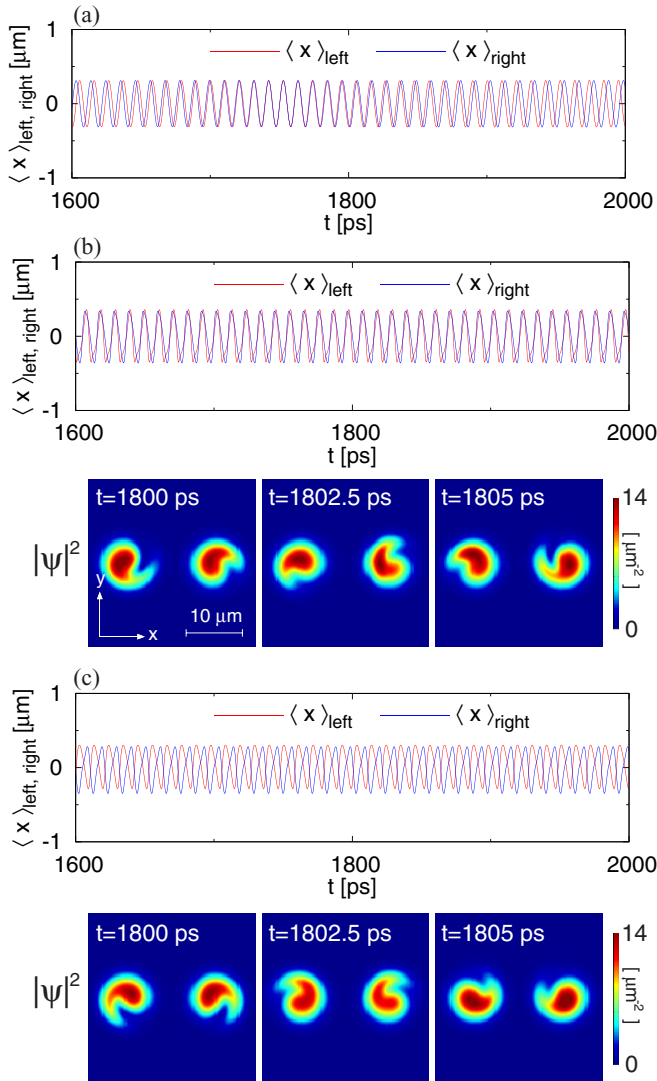 (a)
1
0
-1
⟨ x ⟩left, right [μm]
⟨ x ⟩left ⟨ x ⟩right
1600 1800 2000
t [ps]
(b)
1
0
-1
⟨ x ⟩left, right [μm]
⟨ x ⟩left ⟨ x ⟩right
1600 1800 2000
t [ps]
t=1800 ps t=1802.5 ps t=1805 ps
|ψ|²
y
x
10 μm
14
[ μm⁻² ]
0
(c)
1
0
-1
⟨ x ⟩left, right [μm]
⟨ x ⟩left ⟨ x ⟩right
1600 1800 2000
t [ps]
t=1800 ps t=1802.5 ps t=1805 ps
|ψ|²
14
[ μm⁻² ]
0